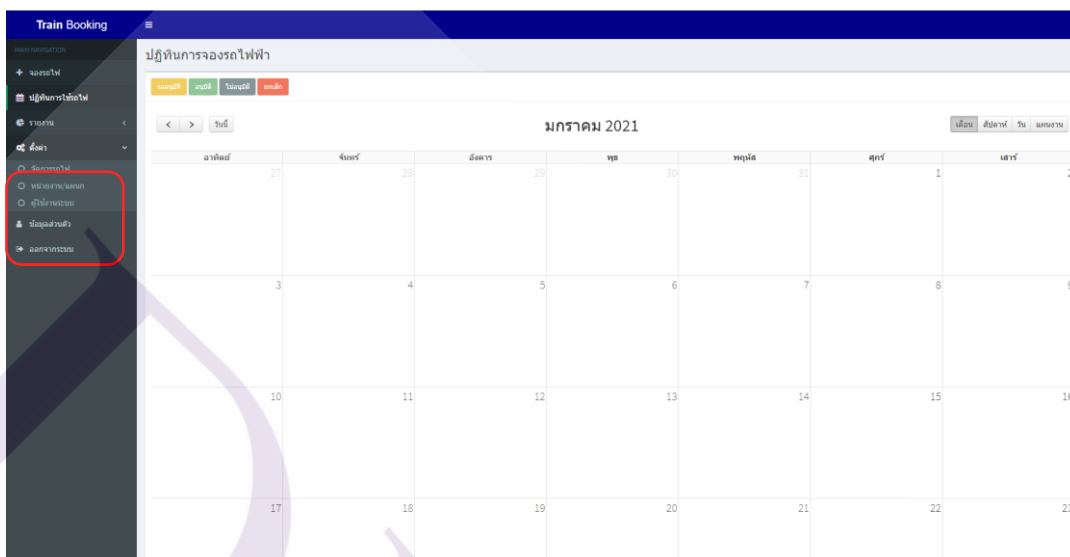 Train Booking
MAIN NAVIGATION
จองรถไฟ
ปฏิทินการใช้รถไฟ
รายงาน
ตั้งค่า
จัดการรถไฟ
หน่วยงาน/แผนก
ผู้ใช้งานระบบ
ข้อมูลส่วนตัว
ออกจากระบบ
ปฏิทินการจองรถไฟฟ้า
รออนุมัติ อนุมัติ ไม่อนุมัติ ยกเลิก
< > วันนี้ มกราคม 2021 เดือน สัปดาห์ วัน แผนงาน
อาทิตย์ จันทร์ อังคาร พุธ พฤหัส ศุกร์ เสาร์
27 28 29 30 31 1 2
3 4 5 6 7 8 9
10 11 12 13 14 15 16
17 18 19 20 21 22 23